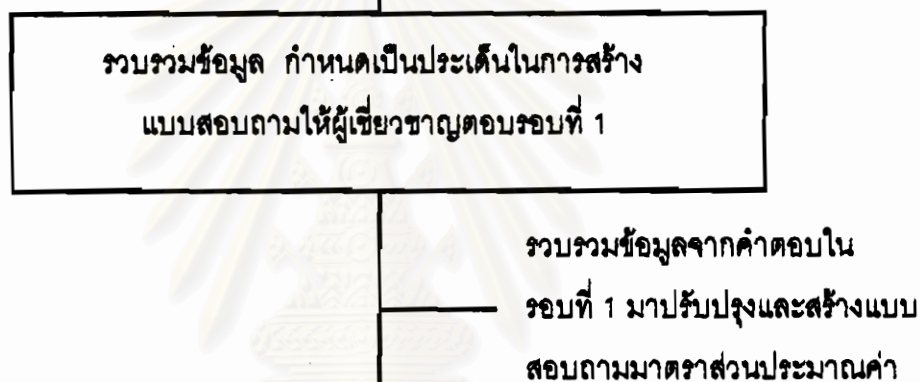 รวบรวมข้อมูล กำหนดเป็นประเด็นในการสร้าง
แบบสอบถามให้ผู้เชี่ยวชาญตอบรอบที่ 1
รวบรวมข้อมูลจากคำตอบใน
รอบที่ 1 มาปรับปรุงและสร้างแบบ
สอบถามมาตราส่วนประมาณค่า